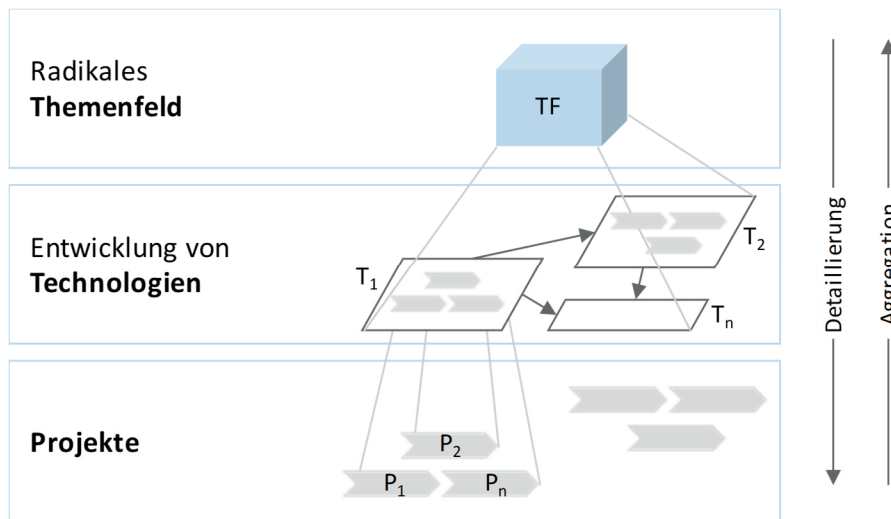 Radikales
Themenfeld
TF
Entwicklung von
Technologien
T1
T2
Tn
Projekte
P2
P1
Pn
Detaillierung
Aggregation